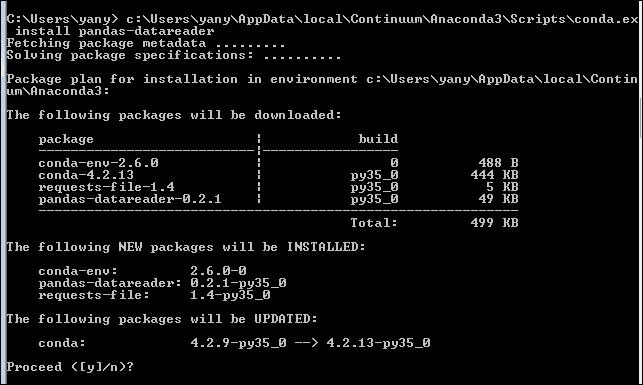 C:\Users\yany> c:\Users\yany\AppData\local\Continuum\Anaconda3\Scripts\conda.ex
install pandas-datareader
Fetching package metadata .........
Solving package specifications: ..........
Package plan for installation in environment c:\Users\yany\AppData\local\Contin
um\Anaconda3:
The following packages will be downloaded:
package | build
---------------------------|-----------------
conda-env-2.6.0 | 0 488 B
conda-4.2.13 | py35_0 444 KB
requests-file-1.4 | py35_0 5 KB
pandas-datareader-0.2.1 | py35_0 49 KB
------------------------------------------------------------
Total: 499 KB
The following NEW packages will be INSTALLED:
conda-env: 2.6.0-0
pandas-datareader: 0.2.1-py35_0
requests-file: 1.4-py35_0
The following packages will be UPDATED:
conda: 4.2.9-py35_0 --> 4.2.13-py35_0
Proceed ([y]/n)?